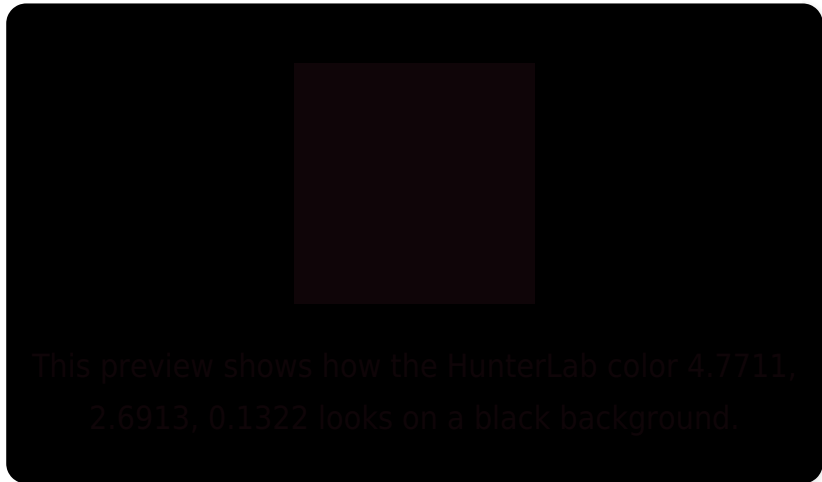 This preview shows how the HunterLab color 4.7711,
2.6913, 0.1322 looks on a black background.